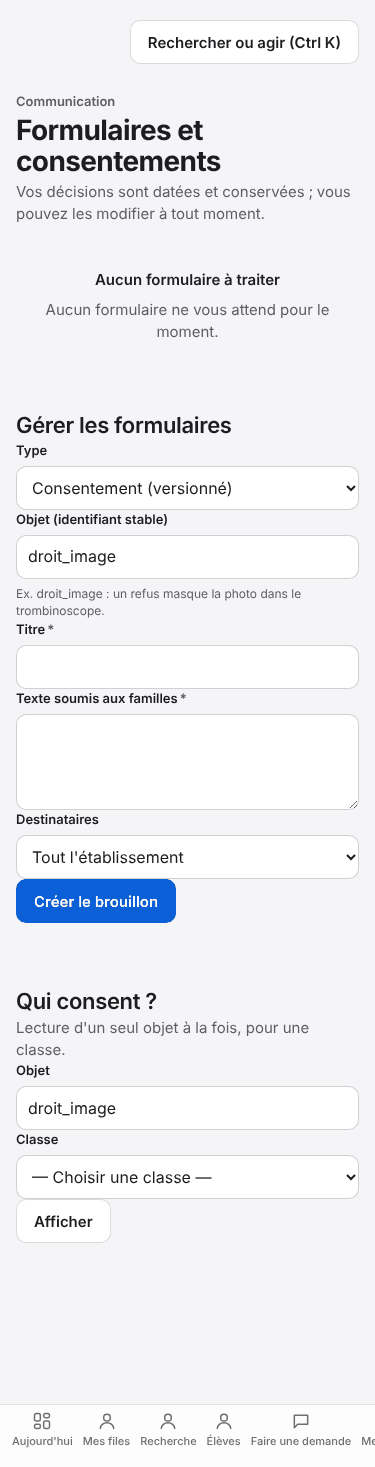 Rechercher ou agir (Ctrl K)
Communication
Formulaires et
consentements
Vos décisions sont datées et conservées ; vous
pouvez les modifier à tout moment.
Aucun formulaire à traiter
Aucun formulaire ne vous attend pour le
moment.
Gérer les formulaires
Type
Consentement (versionné)
Objet (identifiant stable)
droit_image
Ex. droit_image : un refus masque la photo dans le
trombinoscope.
Titre *
Texte soumis aux familles *
Destinataires
Tout l'établissement
Créer le brouillon
Qui consent ?
Lecture d'un seul objet à la fois, pour une
classe.
Objet
droit_image
Classe
— Choisir une classe —
Afficher
Aujourd'hui Mes files Recherche Élèves Faire une demande Me